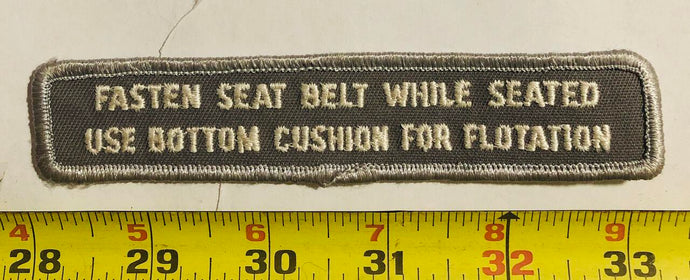 FASTEN SEAT BELT WHILE SEATED
USE BOTTOM CUSHION FOR FLOTATION
4 5 6 7 8 9
28 29 30 31 32 33